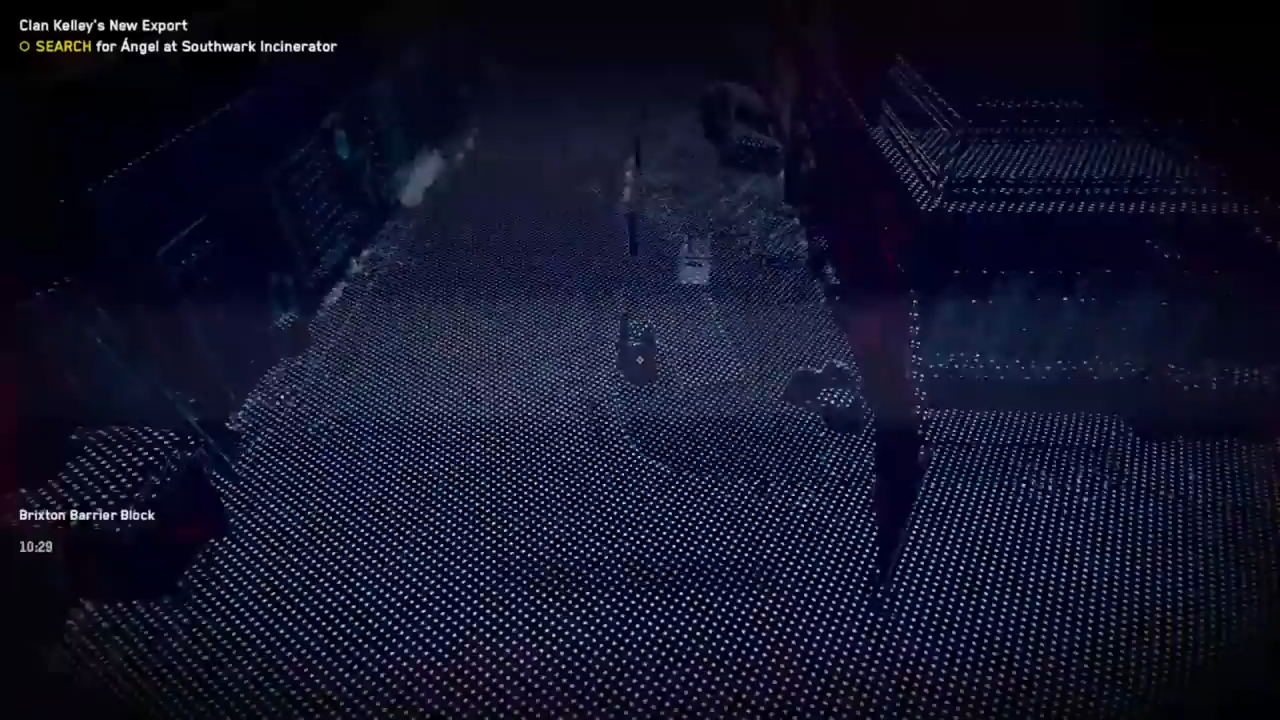 Clan Kelley's New Export
SEARCH for Ángel at Southwark Incinerator
Brixton Barrier Block
10:29